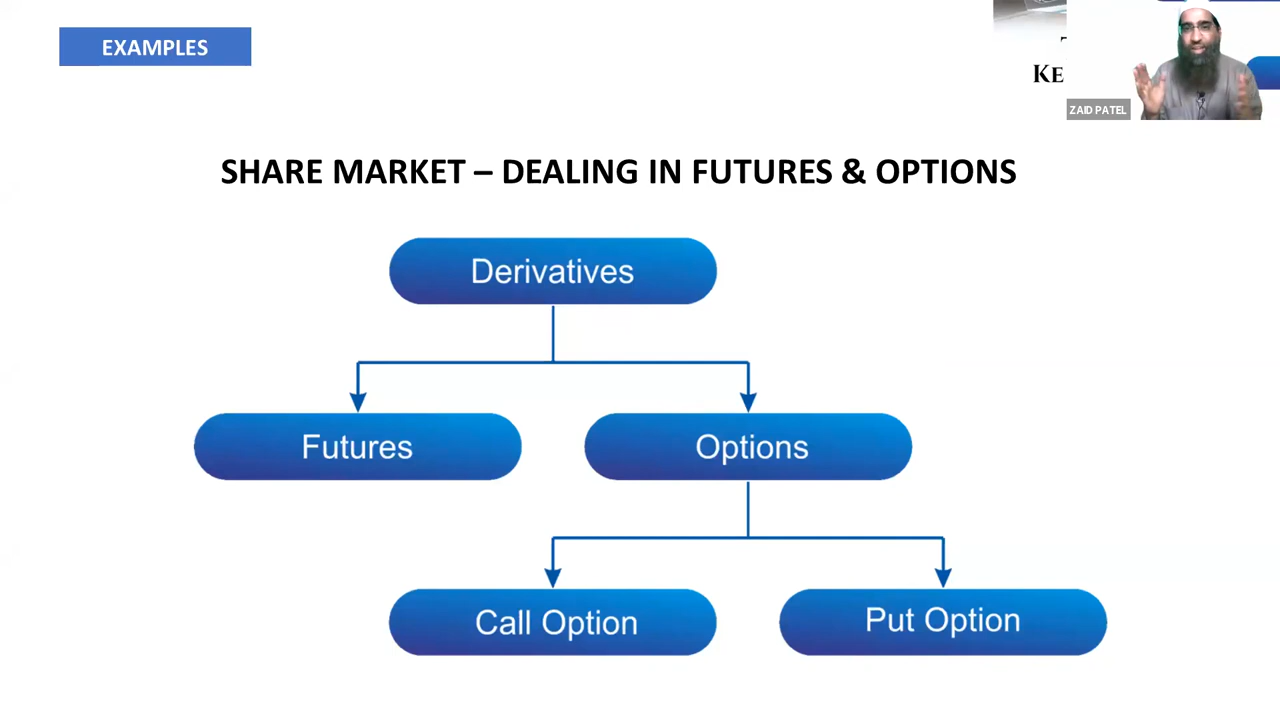 EXAMPLES
KE
ZAID PATEL
SHARE MARKET – DEALING IN FUTURES & OPTIONS
Derivatives
Futures
Options
Call Option
Put Option